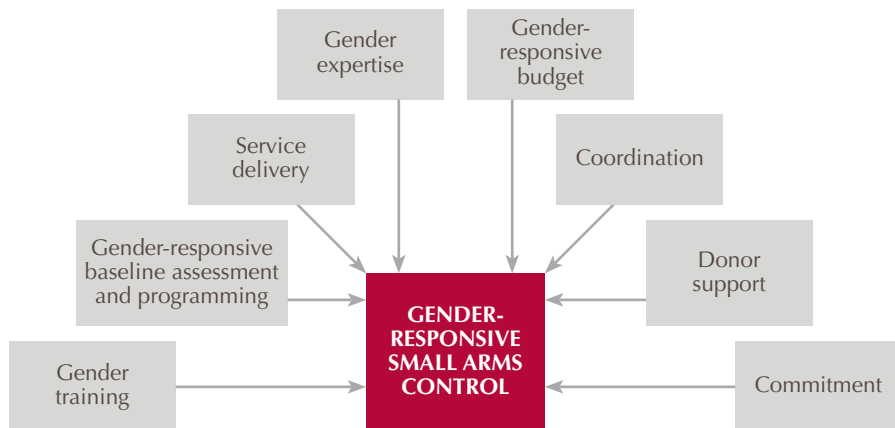 Gender
expertise
Gender-
responsive
budget
Service
delivery
Coordination
Gender-responsive
baseline assessment
and programming
Donor
support
GENDER-
RESPONSIVE
SMALL ARMS
CONTROL
Gender
training
Commitment